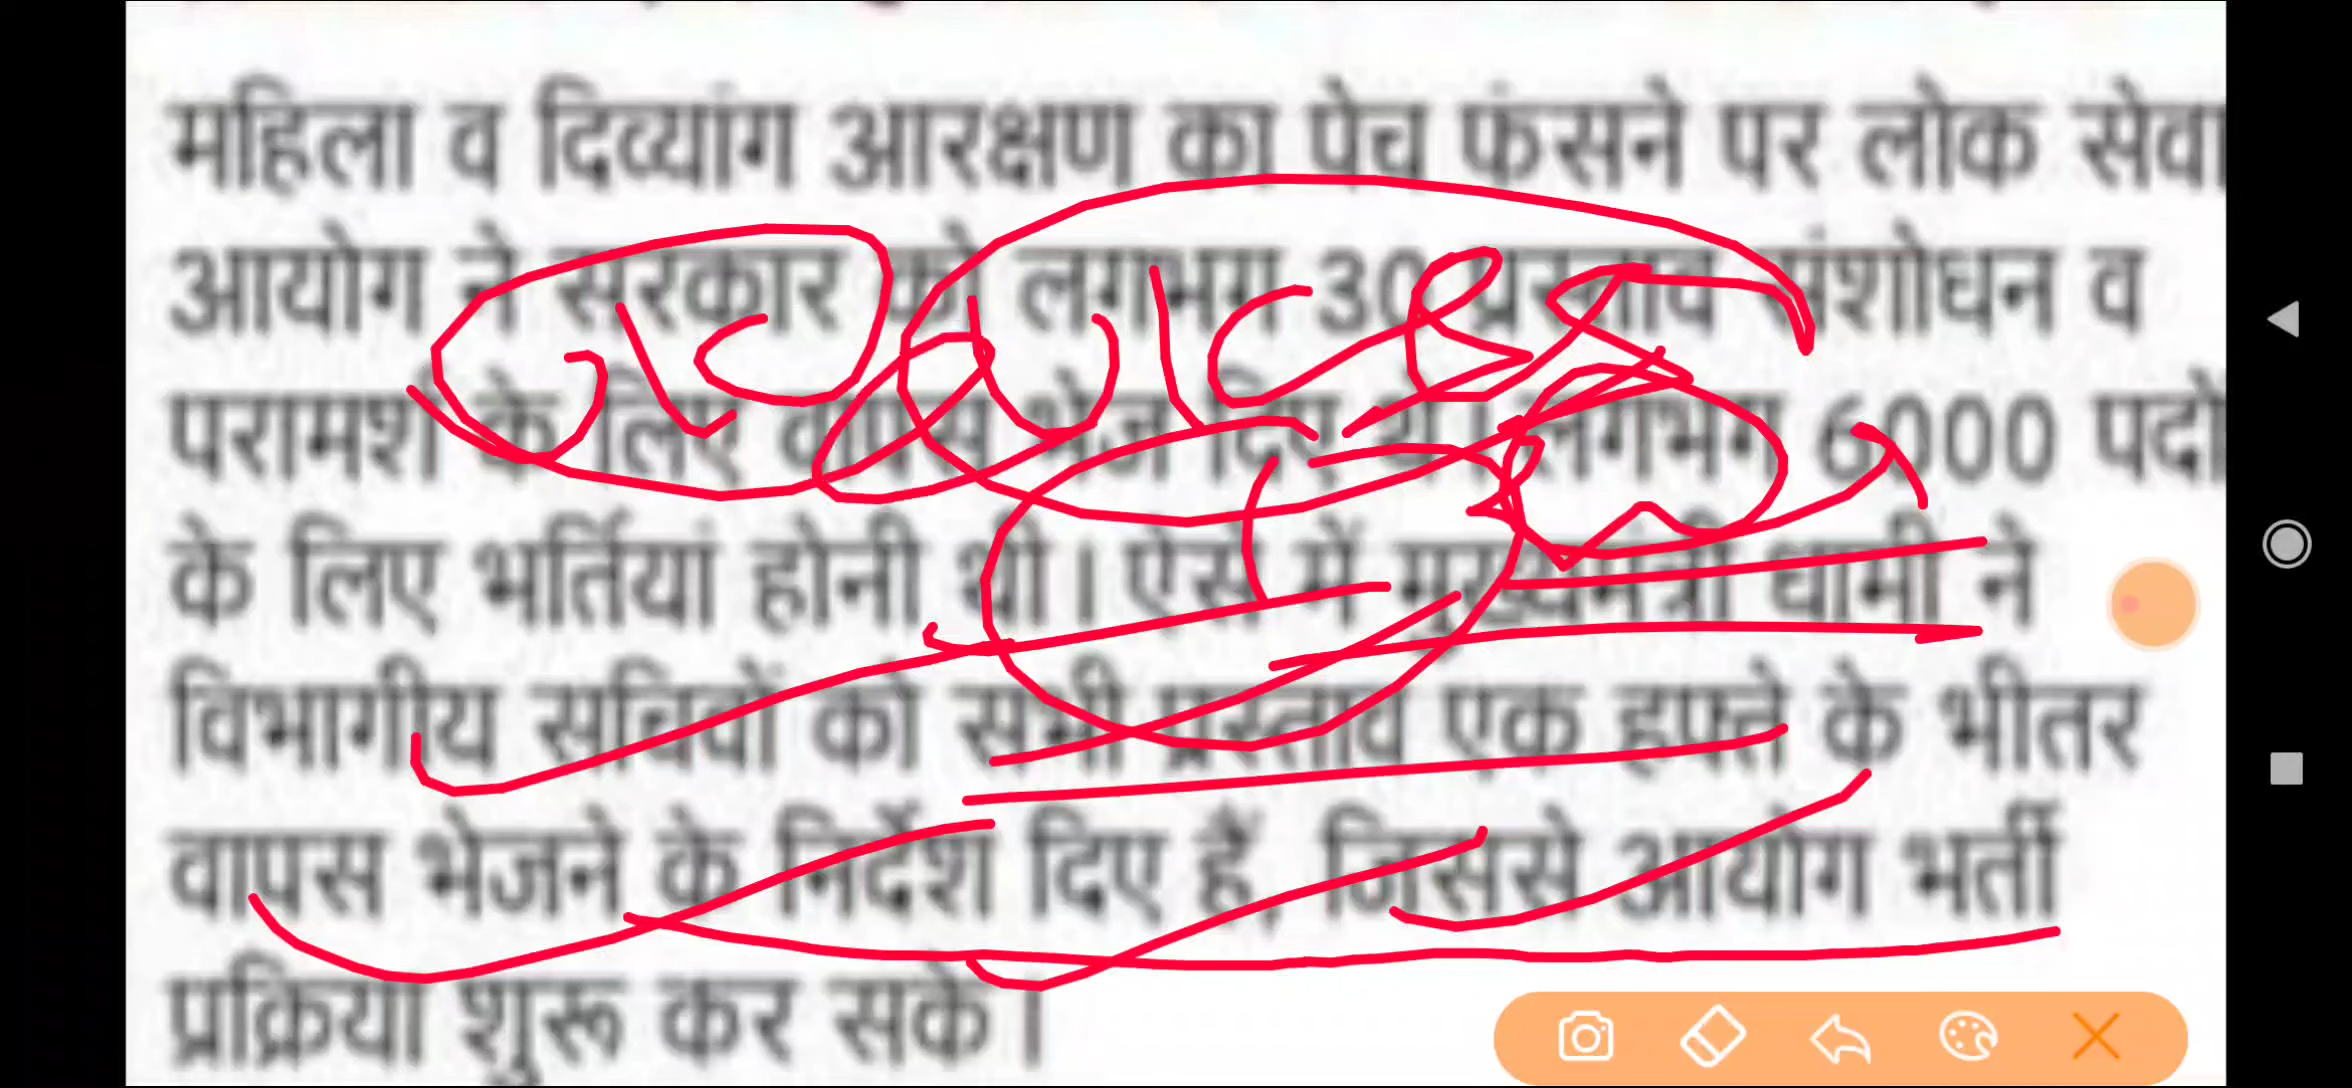 महिला व दिव्यांग आरक्षण का पेच फंसने पर लोक सेवा
आयोग ने सरकार को लगभग 30 प्रस्ताव संशोधन व
परामर्श के लिए वापस भेज दिए थे। लगभग 6000 पदों
के लिए भर्तियां होनी थी। ऐसे में मुख्यमंत्री धामी ने
विभागीय सचिवों को सभी प्रस्ताव एक हफ्ते के भीतर
वापस भेजने के निर्देश दिए हैं, जिससे आयोग भर्ती
प्रक्रिया शुरू कर सके।